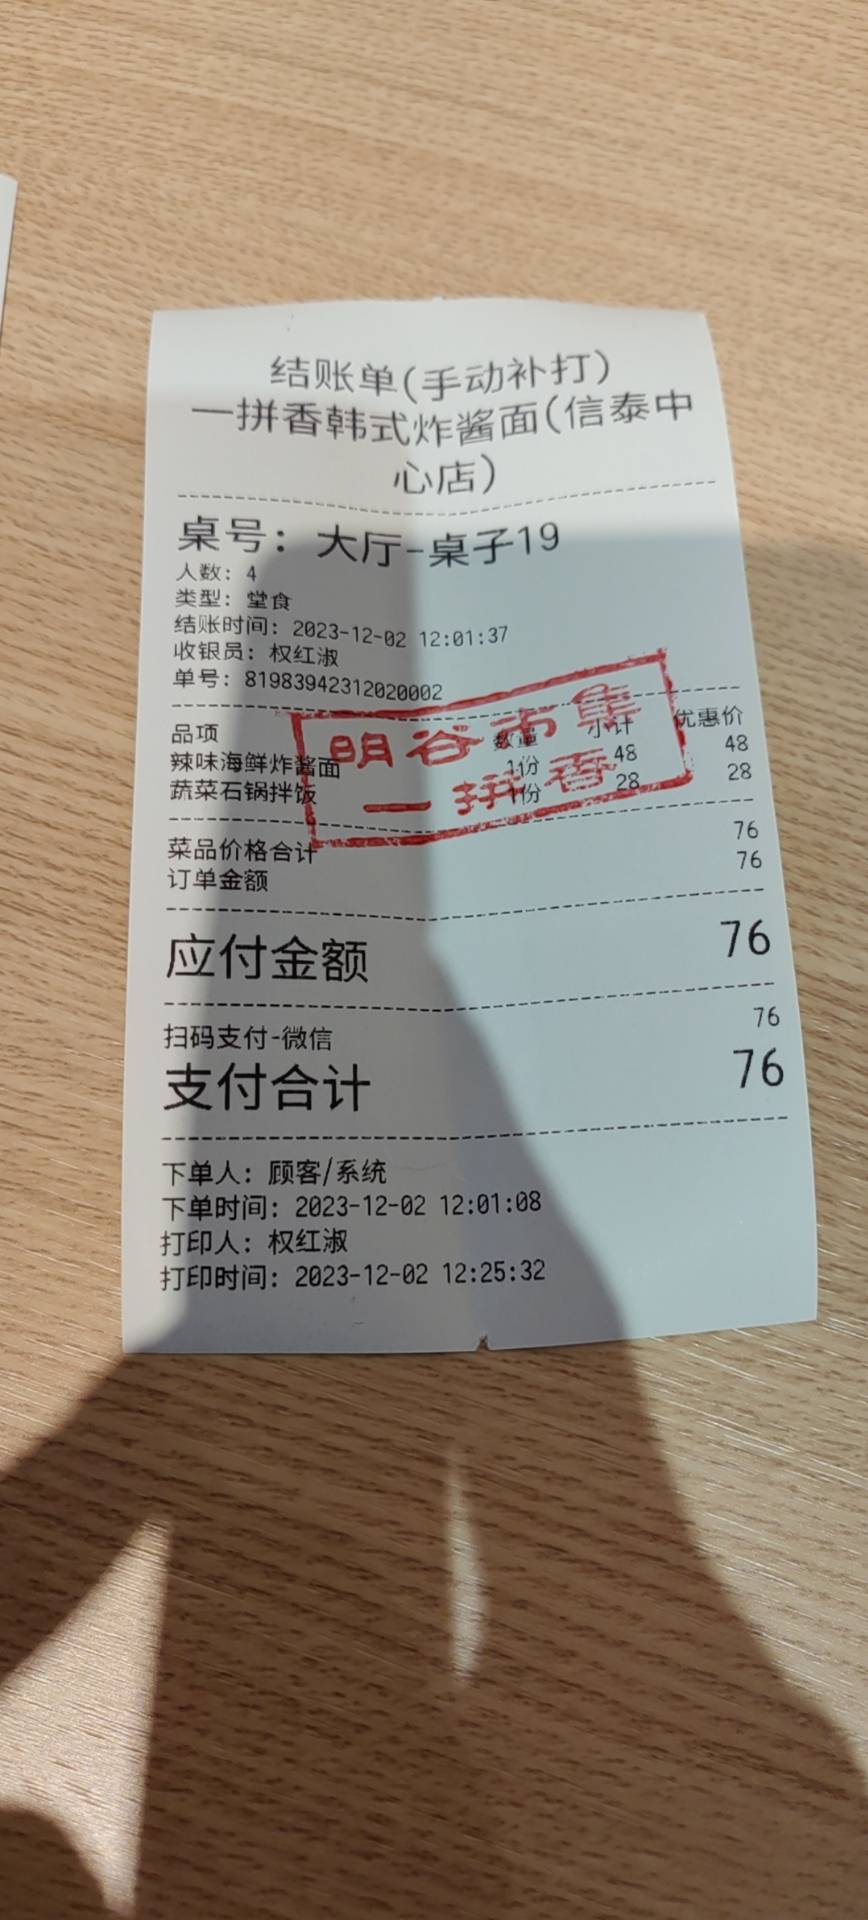 结账单(手动补打)
一拼香韩式炸酱面(信泰中
心店)
桌号: 大厅-桌子19
人数: 4
类型: 堂食
结账时间: 2023-12-02 12:01:37
收银员: 权红淑
单号: 81983942312020002
品项 数量 小计 优惠价
辣味海鲜炸酱面 1份 48 48
蔬菜石锅拌饭 1份 28 28
明谷市集
一拼香
菜品价格合计 76
订单金额 76
应付金额 76
扫码支付-微信 76
支付合计 76
下单人: 顾客/系统
下单时间: 2023-12-02 12:01:08
打印人: 权红淑
打印时间: 2023-12-02 12:25:32